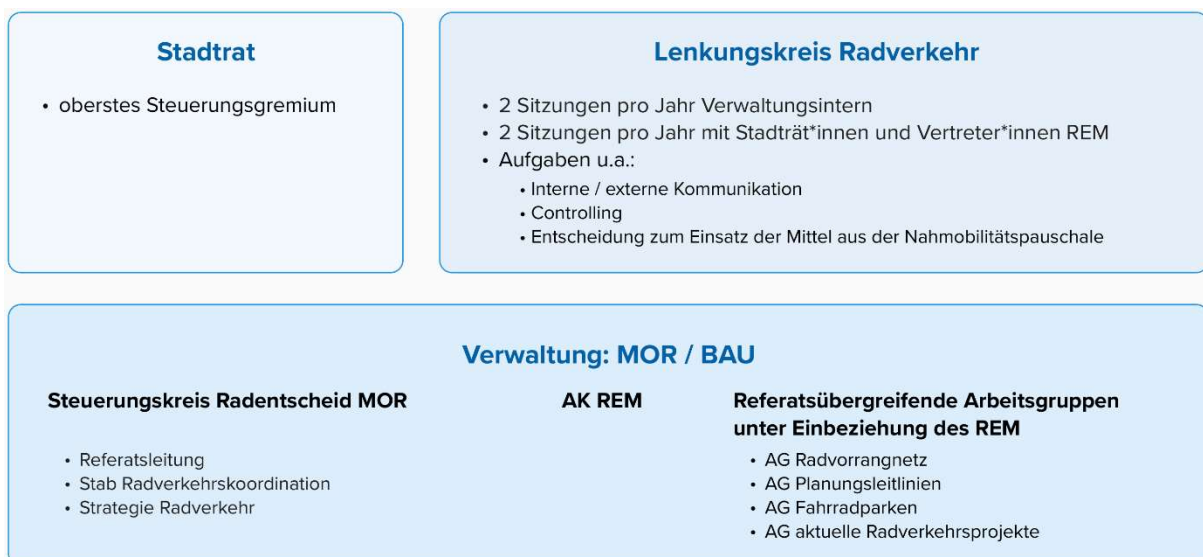 Stadtrat
• oberstes Steuerungsgremium
Lenkungskreis Radverkehr
• 2 Sitzungen pro Jahr Verwaltungsintern
• 2 Sitzungen pro Jahr mit Stadträt*innen und Vertreter*innen REM
• Aufgaben u.a.:
• Interne / externe Kommunikation
• Controlling
• Entscheidung zum Einsatz der Mittel aus der Nahmobilitätspauschale
Verwaltung: MOR / BAU
Steuerungskreis Radentscheid MOR
• Referatsleitung
• Stab Radverkehrskoordination
• Strategie Radverkehr
AK REM
Referatsübergreifende Arbeitsgruppen
unter Einbeziehung des REM
• AG Radvorrangnetz
• AG Planungsleitlinien
• AG Fahrradparken
• AG aktuelle Radverkehrsprojekte